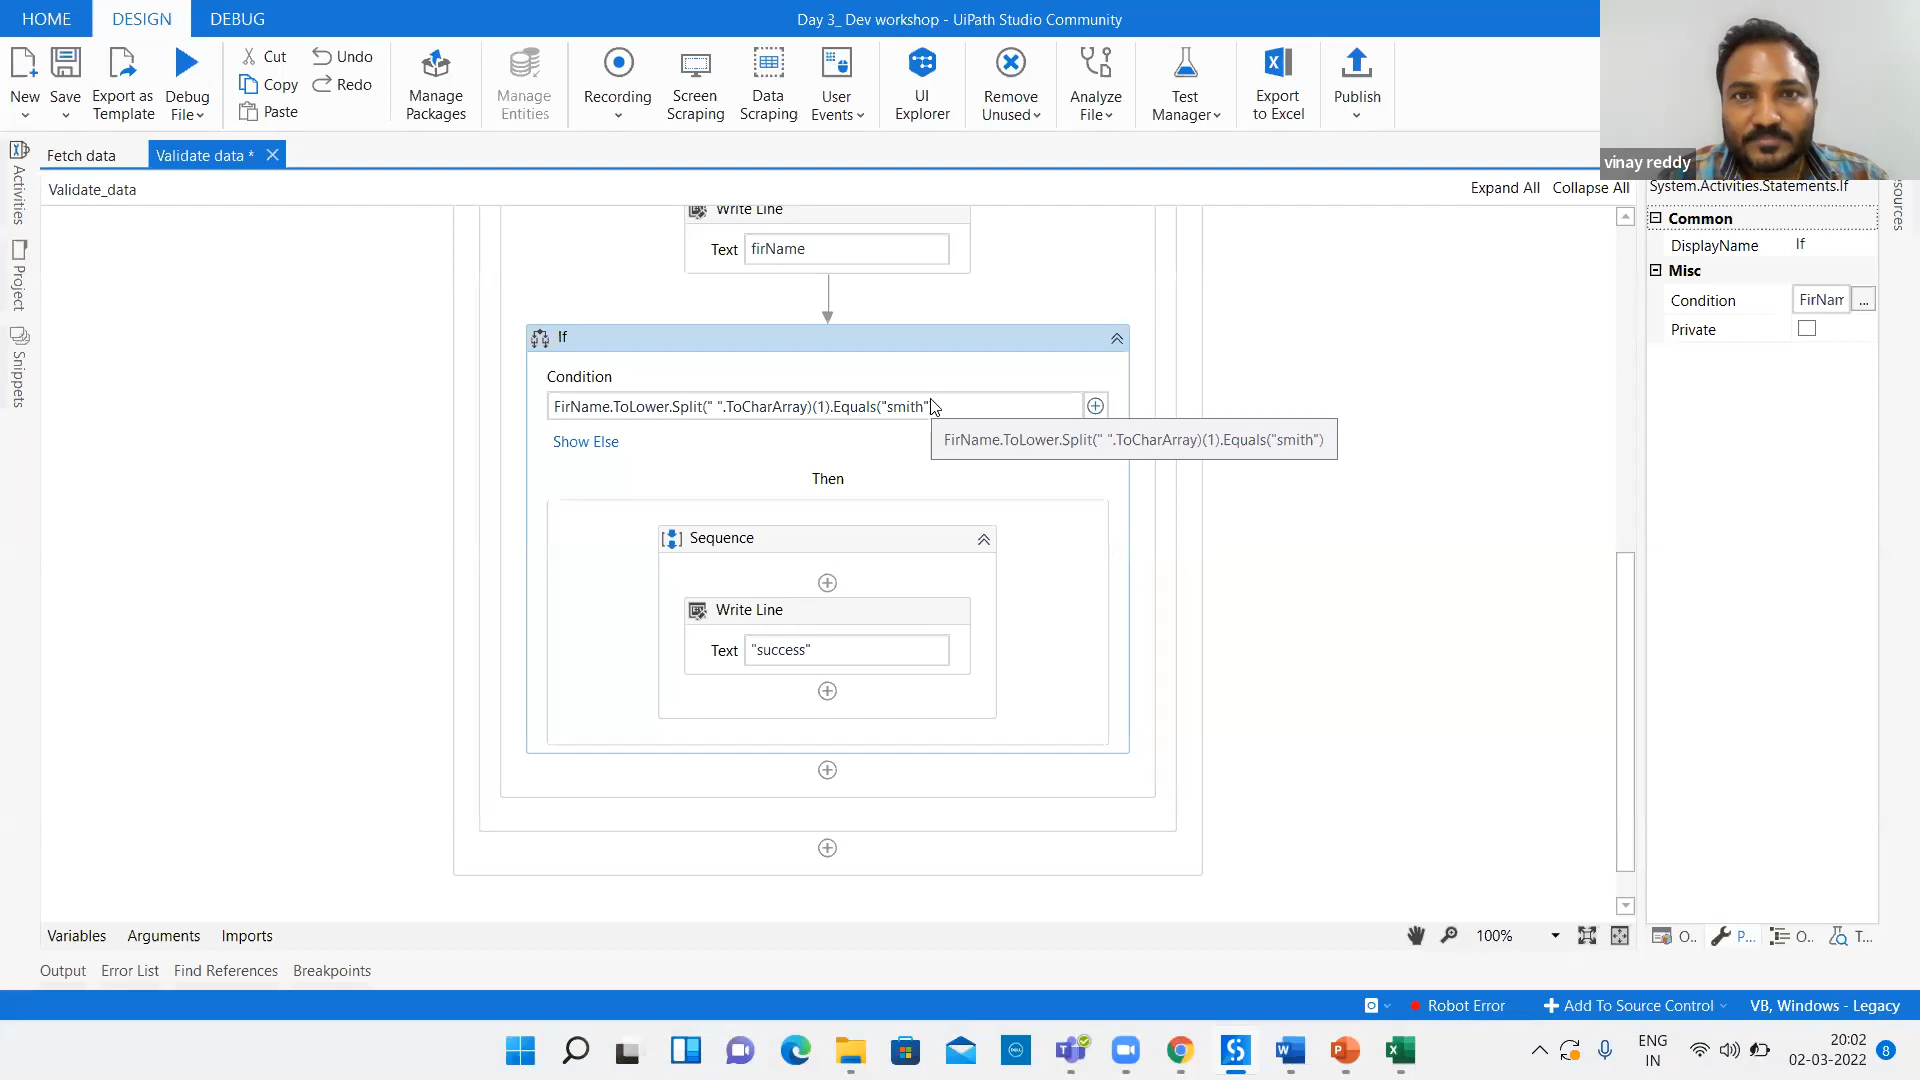 HOME DESIGN DEBUG
Day 3_ Dev workshop - UiPath Studio Community
New
Save
Export as Template
Debug File
Cut
Copy
Paste
Undo
Redo
Manage Packages
Manage Entities
Recording
Screen Scraping
Data Scraping
User Events
UI Explorer
Remove Unused
Analyze File
Test Manager
Export to Excel
Publish
vinay reddy
Fetch data
Validate data *
Validate_data
Expand All Collapse All
Activities
Project
Snippets
Write Line
Text firName
If
Condition
FirName.ToLower.Split(" ".ToCharArray)(1).Equals("smith"
FirName.ToLower.Split(" ".ToCharArray)(1).Equals("smith")
Show Else
Then
Sequence
Write Line
Text "success"
System.Activities.Statements.If
Common
DisplayName If
Misc
Condition FirNam ...
Private
sources
Variables Arguments Imports
100%
O.. P... O.. T...
Output Error List Find References Breakpoints
Robot Error
Add To Source Control
VB, Windows - Legacy
ENG
IN
20:02
02-03-2022
8